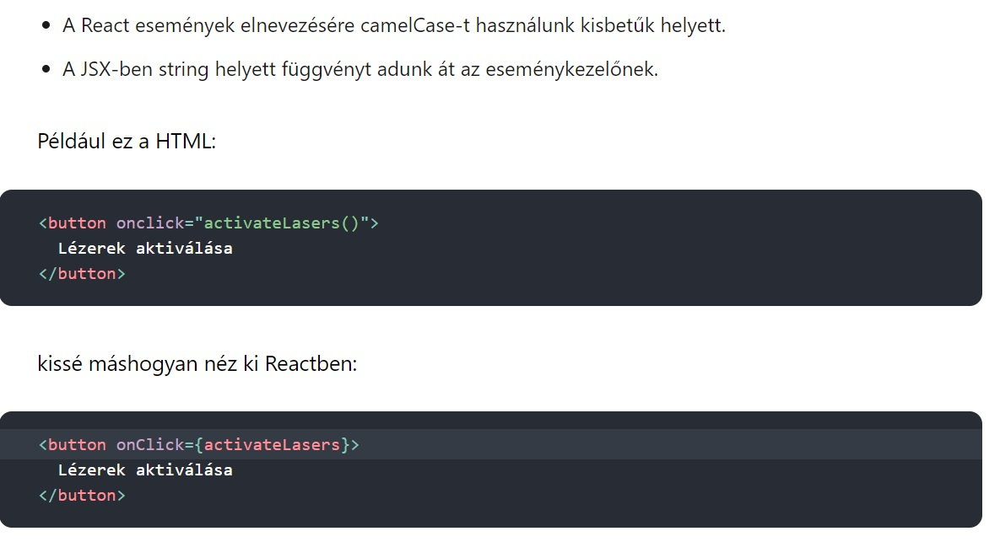 A React események elnevezésére camelCase-t használunk kisbetűk helyett.
A JSX-ben string helyett függvényt adunk át az eseménykezelőnek.
Például ez a HTML:
<button onclick="activateLasers()">
  Lézerek aktiválása
</button>
kissé máshogyan néz ki Reactben:
<button onClick={activateLasers}>
  Lézerek aktiválása
</button>